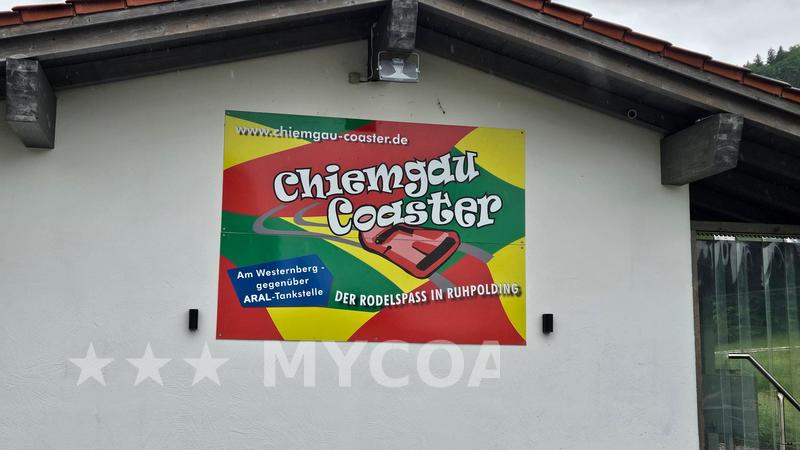 www.chiemgau-coaster.de
Chiemgau
Coaster
Am Westernberg -
gegenüber
ARAL-Tankstelle
DER RODELSPASS IN RUHPOLDING
★★★ MYCOA